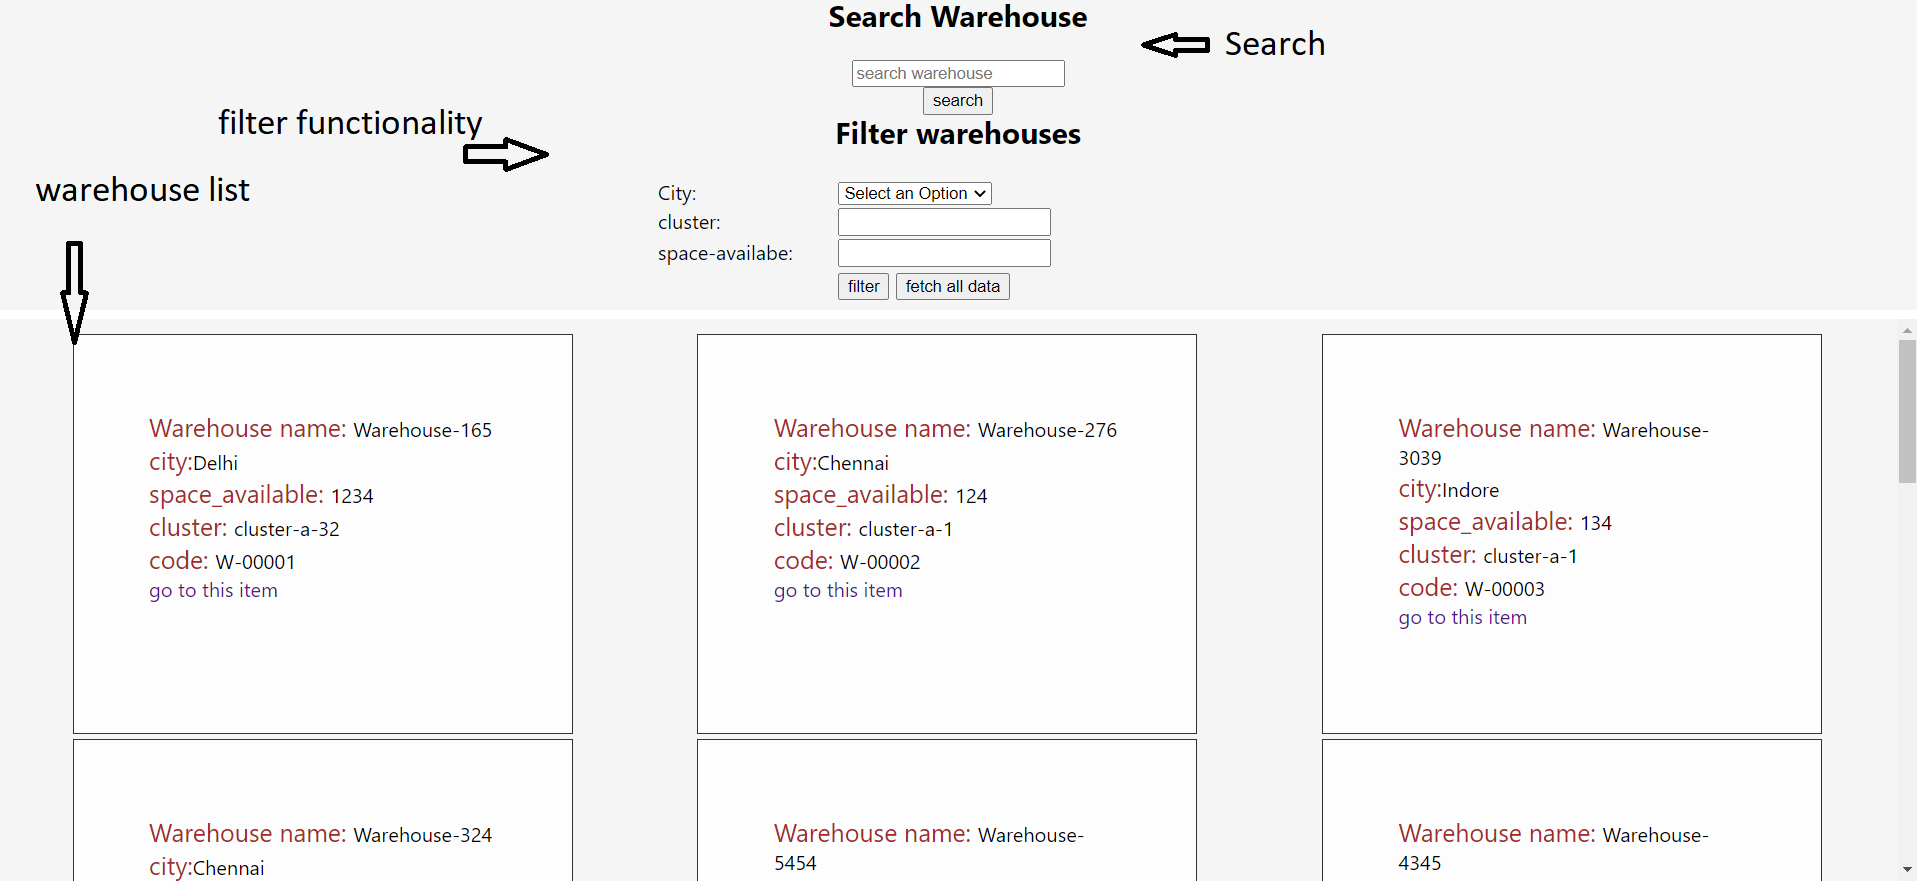 Search Warehouse
Search
search warehouse
search
filter functionality
Filter warehouses
warehouse list
City: Select an Option
cluster:
space-availabe:
filter fetch all data
Warehouse name: Warehouse-165
city:Delhi
space_available: 1234
cluster: cluster-a-32
code: W-00001
go to this item
Warehouse name: Warehouse-276
city:Chennai
space_available: 124
cluster: cluster-a-1
code: W-00002
go to this item
Warehouse name: Warehouse-
3039
city:Indore
space_available: 134
cluster: cluster-a-1
code: W-00003
go to this item
Warehouse name: Warehouse-324
city:Chennai
Warehouse name: Warehouse-
5454
Warehouse name: Warehouse-
4345